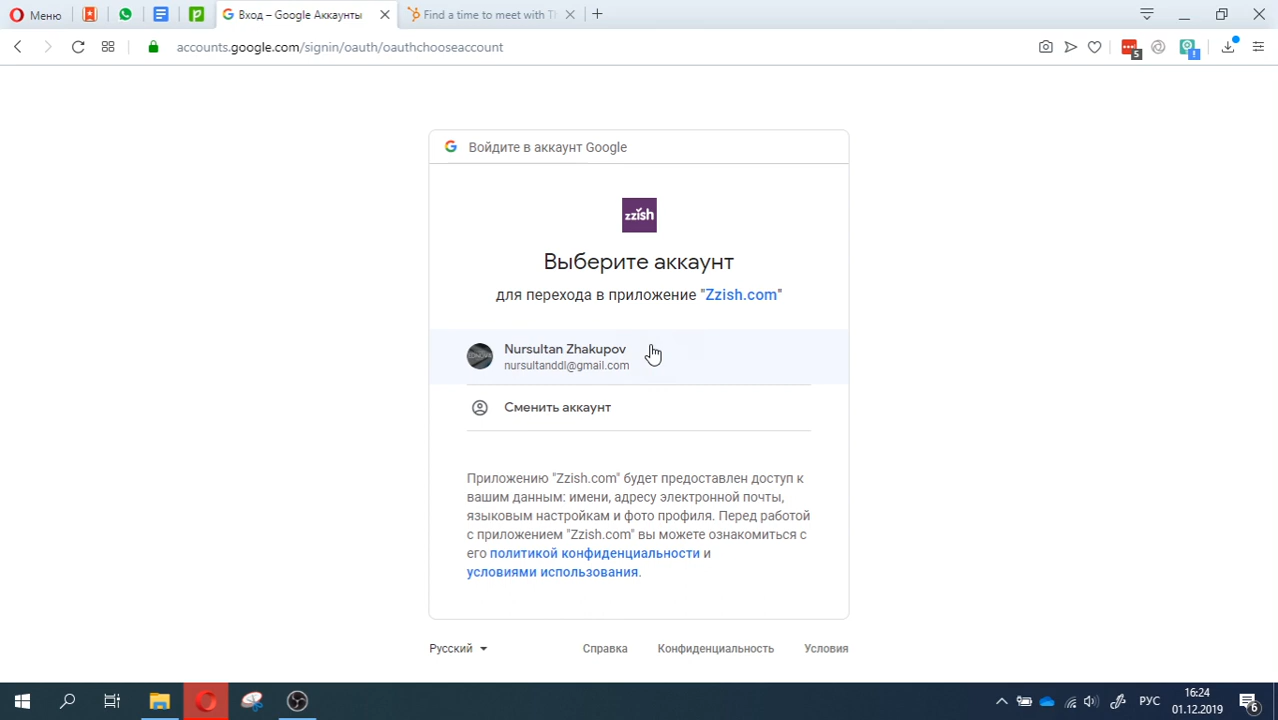 Меню
Вход – Google Аккаунты
Find a time to meet with Th
accounts.google.com/signin/oauth/oauthchooseaccount
5
!
Войдите в аккаунт Google
zzish
Выберите аккаунт
для перехода в приложение "Zzish.com"
Nursultan Zhakupov
nursultanddl@gmail.com
Сменить аккаунт
Приложению "Zzish.com" будет предоставлен доступ к
вашим данным: имени, адресу электронной почты,
языковым настройкам и фото профиля. Перед работой
с приложением "Zzish.com" вы можете ознакомиться с
его политикой конфиденциальности и
условиями использования.
Русский
Справка
Конфиденциальность
Условия
РУС
16:24
01.12.2019
6